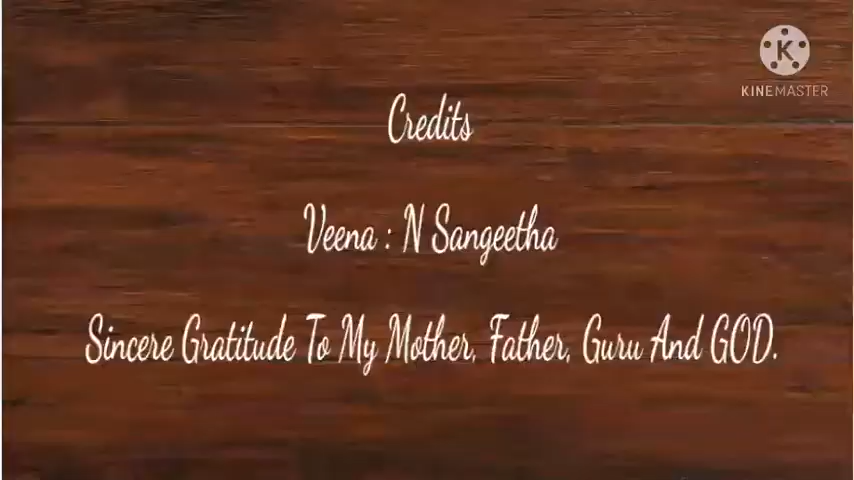 KINEMASTER
Credits
Veena : N Sangeetha
Sincere Gratitude To My Mother, Father, Guru And GOD.